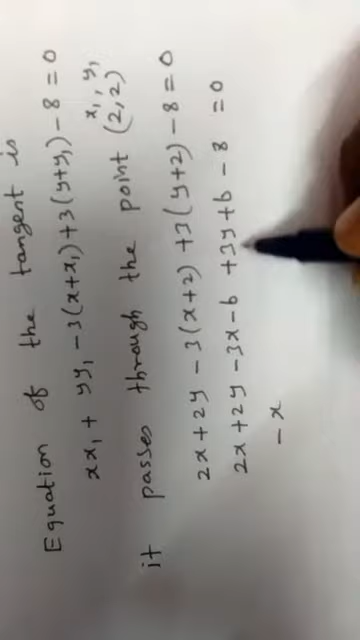 Equation of the tangent is
xx₁ + yy₁ - 3(x+x₁) + 3(y+y₁) - 8 = 0
x₁, y₁
it passes through the point (2,2)
2x + 2y - 3(x+2) + 3(y+2) - 8 = 0
2x + 2y - 3x - 6 + 3y + 6 - 8 = 0
- x